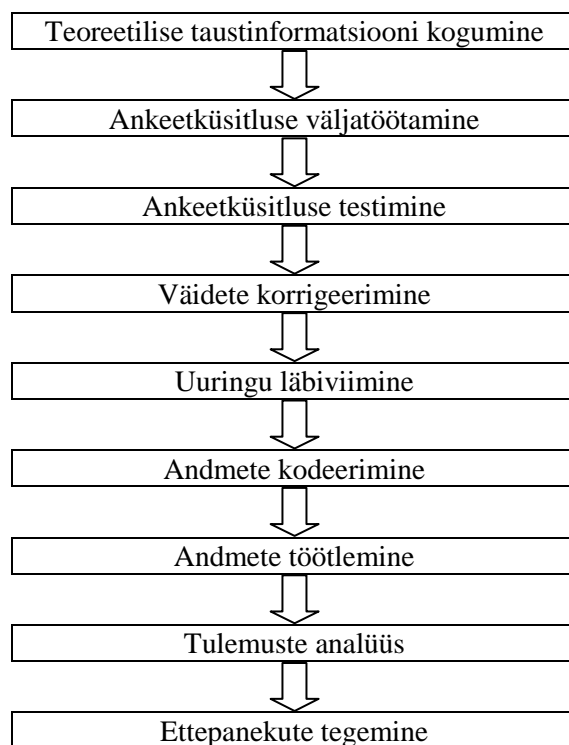 Teoreetilise taustinformatsiooni kogumine
Ankeetküsitluse väljatöötamine
Ankeetküsitluse testimine
Väidete korrigeerimine
Uuringu läbiviimine
Andmete kodeerimine
Andmete töötlemine
Tulemuste analüüs
Ettepanekute tegemine